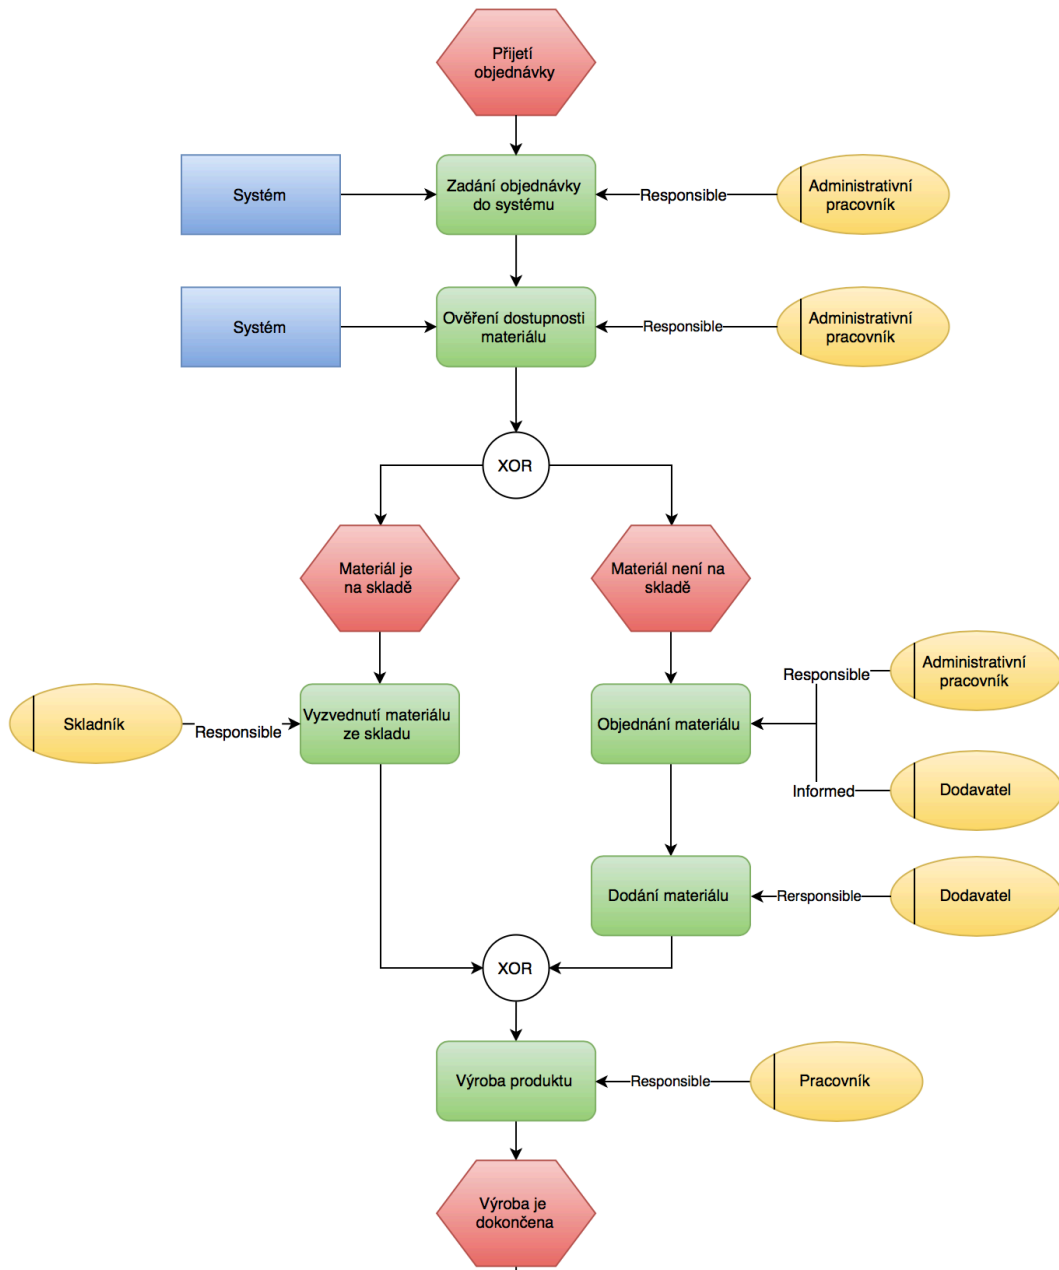 Přijetí
objednávky
Systém
Zadání objednávky
do systému
Responsible
Administrativní
pracovník
Systém
Ověření dostupnosti
materiálu
Responsible
Administrativní
pracovník
XOR
Materiál je
na skladě
Materiál není na
skladě
Skladník
Responsible
Vyzvednutí materiálu
ze skladu
Objednání materiálu
Responsible
Administrativní
pracovník
Informed
Dodavatel
Dodání materiálu
Rersponsible
Dodavatel
XOR
Výroba produktu
Responsible
Pracovník
Výroba je
dokončena